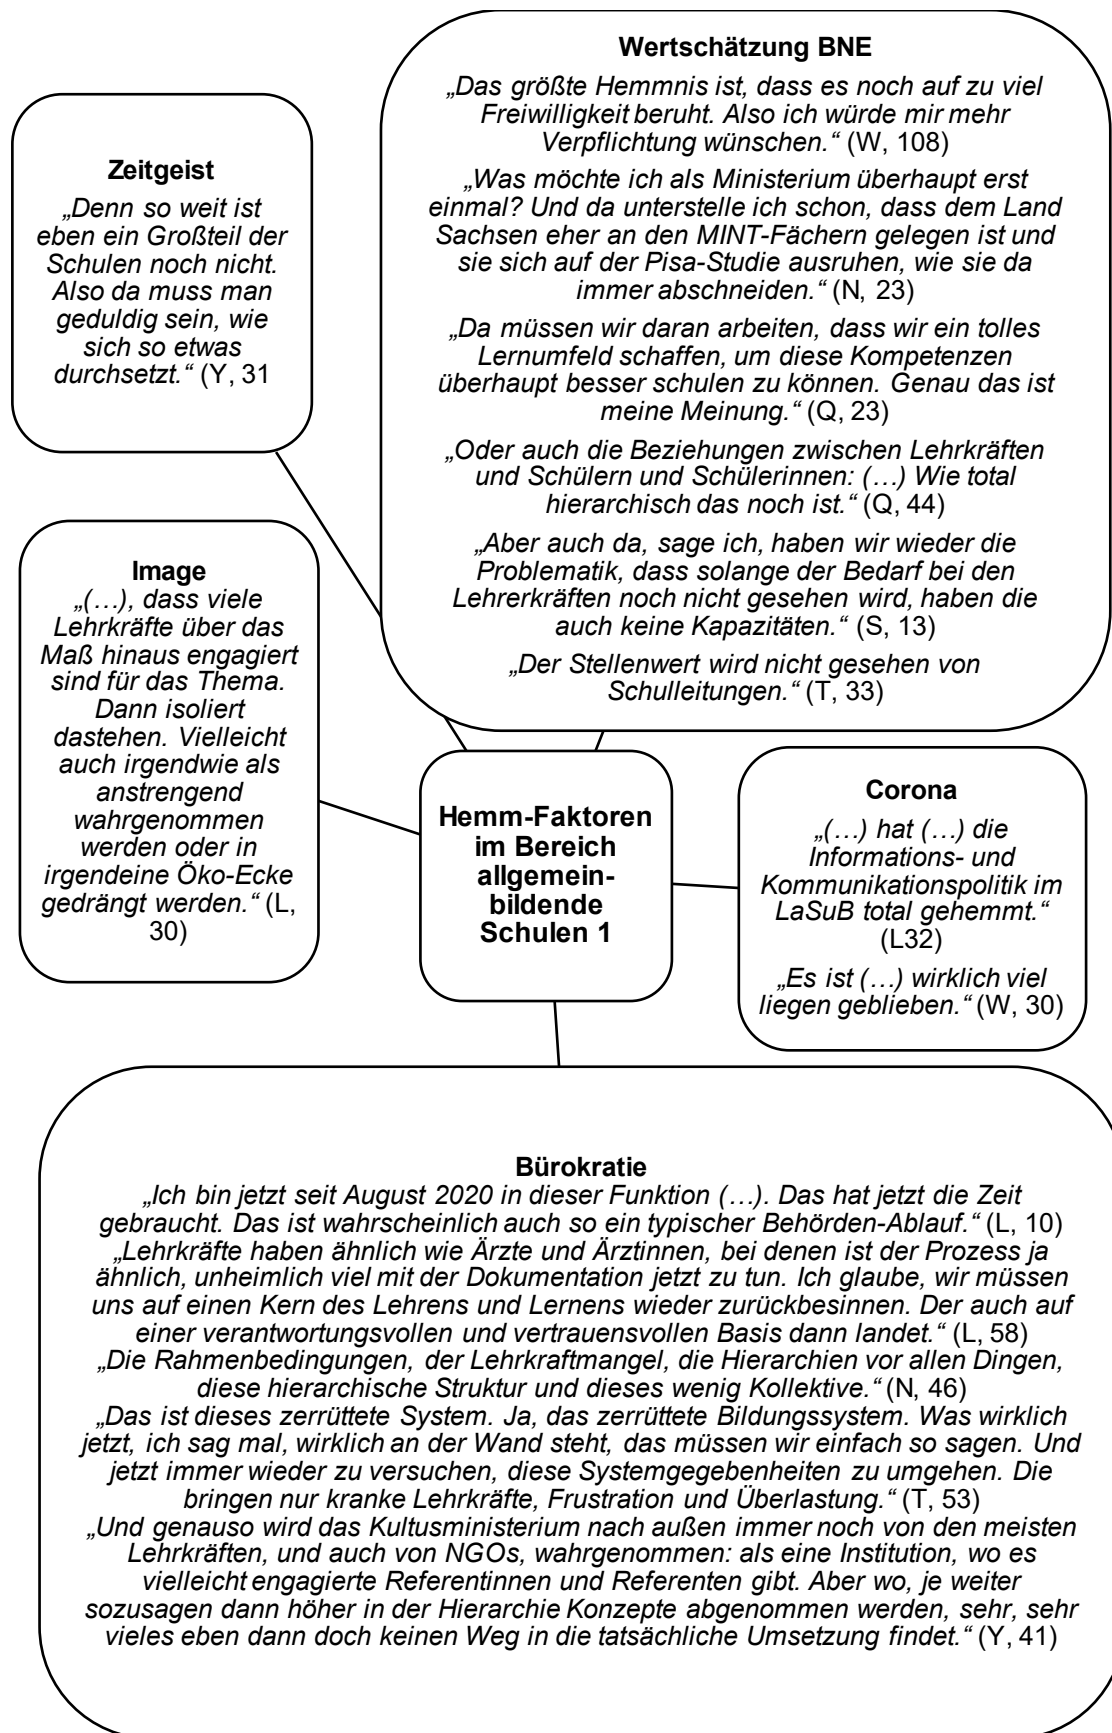 Wertschätzung BNE
„Das größte Hemmnis ist, dass es noch auf zu viel
Freiwilligkeit beruht. Also ich würde mir mehr
Verpflichtung wünschen.“ (W, 108)
„Was möchte ich als Ministerium überhaupt erst
einmal? Und da unterstelle ich schon, dass dem Land
Sachsen eher an den MINT-Fächern gelegen ist und
sie sich auf der Pisa-Studie ausruhen, wie sie da
immer abschneiden.“ (N, 23)
„Da müssen wir daran arbeiten, dass wir ein tolles
Lernumfeld schaffen, um diese Kompetenzen
überhaupt besser schulen zu können. Genau das ist
meine Meinung.“ (Q, 23)
„Oder auch die Beziehungen zwischen Lehrkräften
und Schülern und Schülerinnen: (…) Wie total
hierarchisch das noch ist.“ (Q, 44)
„Aber auch da, sage ich, haben wir wieder die
Problematik, dass solange der Bedarf bei den
Lehrerkräften noch nicht gesehen wird, haben die
auch keine Kapazitäten.“ (S, 13)
„Der Stellenwert wird nicht gesehen von
Schulleitungen.“ (T, 33)
Zeitgeist
„Denn so weit ist
eben ein Großteil der
Schulen noch nicht.
Also da muss man
geduldig sein, wie
sich so etwas
durchsetzt.“ (Y, 31
Image
„(…), dass viele
Lehrkräfte über das
Maß hinaus engagiert
sind für das Thema.
Dann isoliert
dastehen. Vielleicht
auch irgendwie als
anstrengend
wahrgenommen
werden oder in
irgendeine Öko-Ecke
gedrängt werden.“ (L,
30)
Hemm-Faktoren
im Bereich
allgemein-
bildende
Schulen 1
Corona
„(…) hat (…) die
Informations- und
Kommunikationspolitik im
LaSuB total gehemmt.“
(L32)
„Es ist (…) wirklich viel
liegen geblieben.“ (W, 30)
Bürokratie
„Ich bin jetzt seit August 2020 in dieser Funktion (…). Das hat jetzt die Zeit
gebraucht. Das ist wahrscheinlich auch so ein typischer Behörden-Ablauf.“ (L, 10)
„Lehrkräfte haben ähnlich wie Ärzte und Ärztinnen, bei denen ist der Prozess ja
ähnlich, unheimlich viel mit der Dokumentation jetzt zu tun. Ich glaube, wir müssen
uns auf einen Kern des Lehrens und Lernens wieder zurückbesinnen. Der auch auf
einer verantwortungsvollen und vertrauensvollen Basis dann landet.“ (L, 58)
„Die Rahmenbedingungen, der Lehrkraftmangel, die Hierarchien vor allen Dingen,
diese hierarchische Struktur und dieses wenig Kollektive.“ (N, 46)
„Das ist dieses zerrüttete System. Ja, das zerrüttete Bildungssystem. Was wirklich
jetzt, ich sag mal, wirklich an der Wand steht, das müssen wir einfach so sagen. Und
jetzt immer wieder zu versuchen, diese Systemgegebenheiten zu umgehen. Die
bringen nur kranke Lehrkräfte, Frustration und Überlastung.“ (T, 53)
„Und genauso wird das Kultusministerium nach außen immer noch von den meisten
Lehrkräften, und auch von NGOs, wahrgenommen: als eine Institution, wo es
vielleicht engagierte Referentinnen und Referenten gibt. Aber wo, je weiter
sozusagen dann höher in der Hierarchie Konzepte abgenommen werden, sehr, sehr
vieles eben dann doch keinen Weg in die tatsächliche Umsetzung findet.“ (Y, 41)